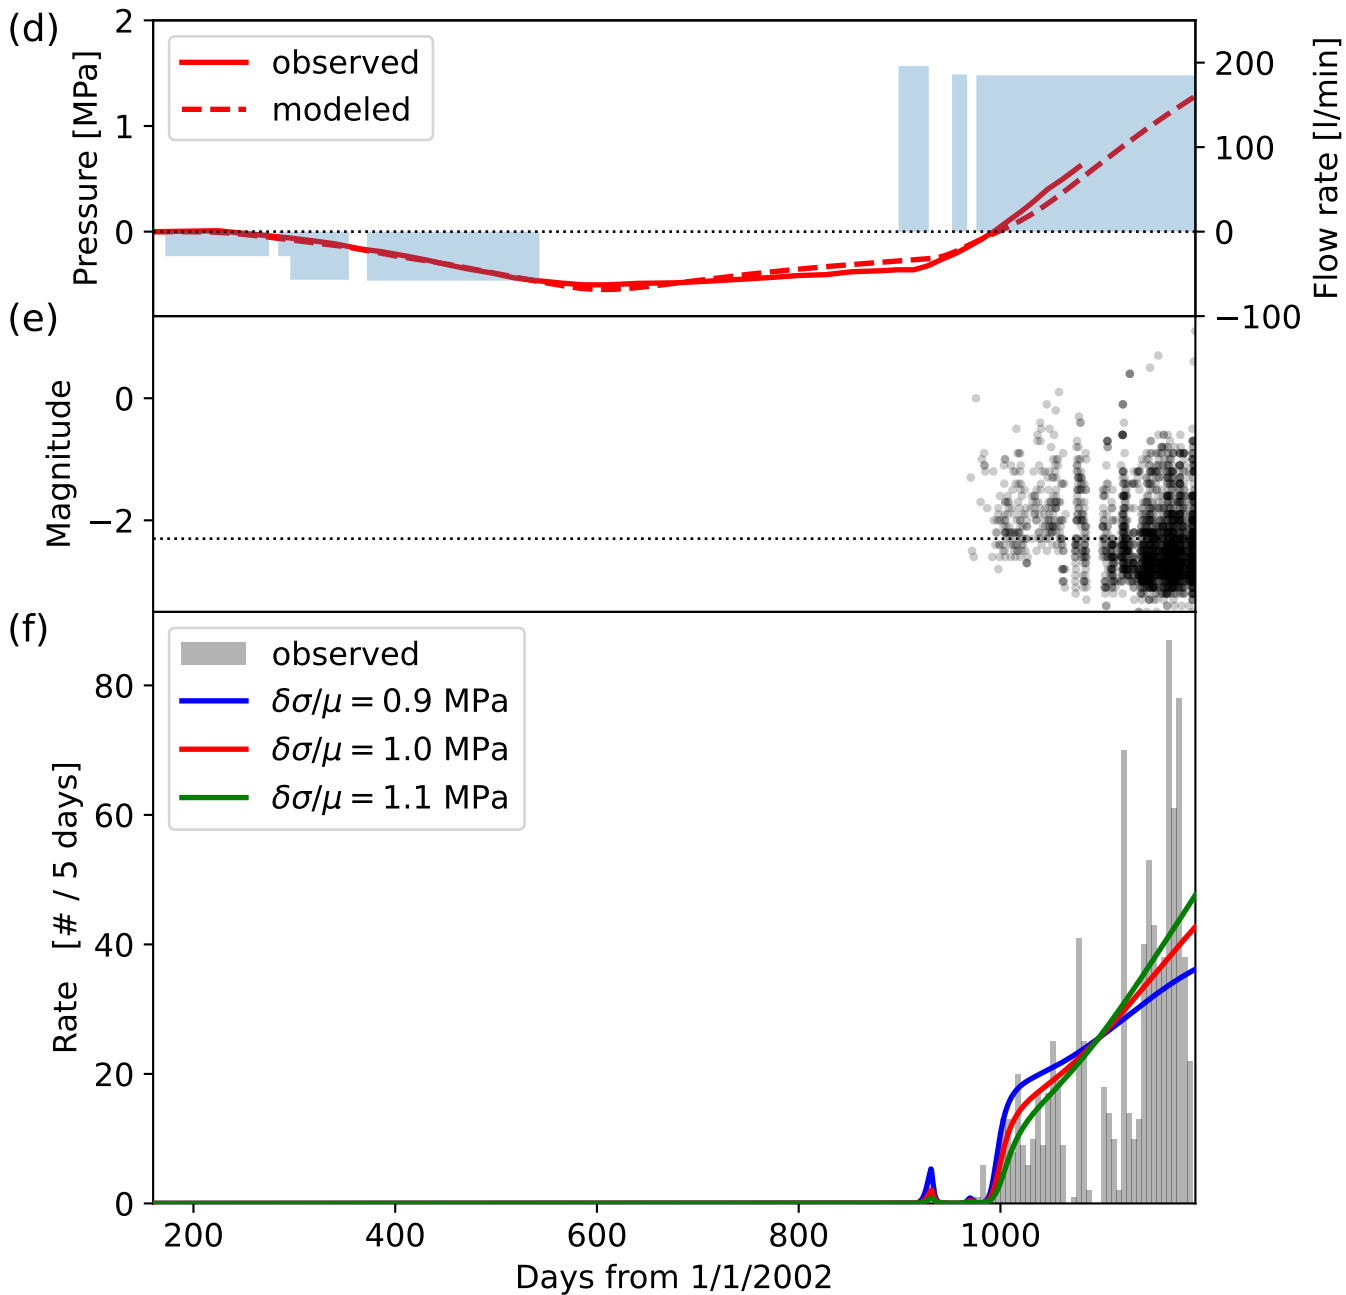 (d)
2
1
0
Pressure [MPa]
observed
modeled
200
100
0
−100
Flow rate [l/min]
(e)
0
−2
Magnitude
(f)
80
60
40
20
0
Rate [# / 5 days]
observed
δσ/μ = 0.9 MPa
δσ/μ = 1.0 MPa
δσ/μ = 1.1 MPa
200 400 600 800 1000
Days from 1/1/2002